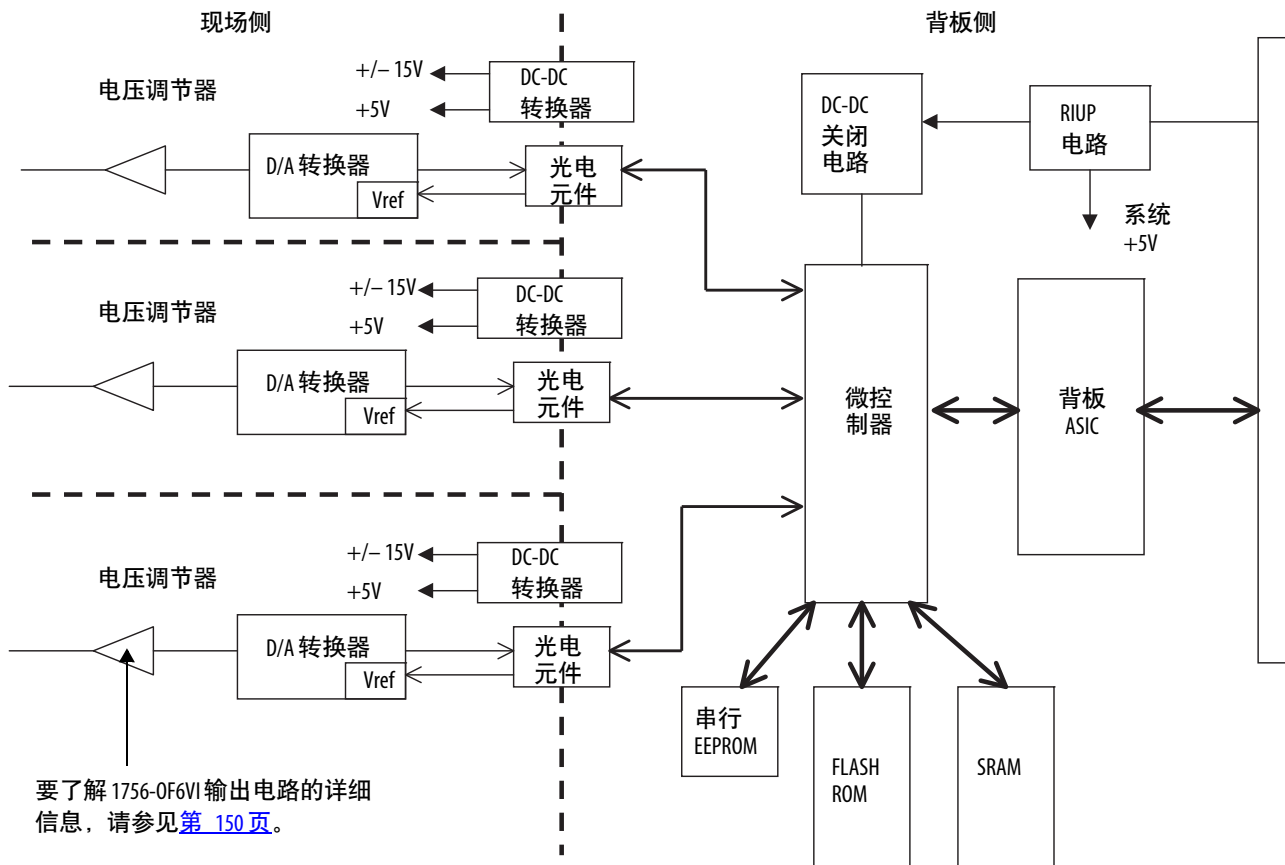 现场侧
背板侧
电压调节器
+/– 15V
+5V
DC-DC
转换器
D/A 转换器
Vref
光电
元件
DC-DC
关闭
电路
RIUP
电路
系统
+5V
电压调节器
+/– 15V
+5V
DC-DC
转换器
D/A 转换器
Vref
光电
元件
微控
制器
背板
ASIC
电压调节器
+/– 15V
+5V
DC-DC
转换器
D/A 转换器
Vref
光电
元件
串行
EEPROM
FLASH
ROM
SRAM
要了解 1756-OF6VI 输出电路的详细
信息，请参见第 150 页。